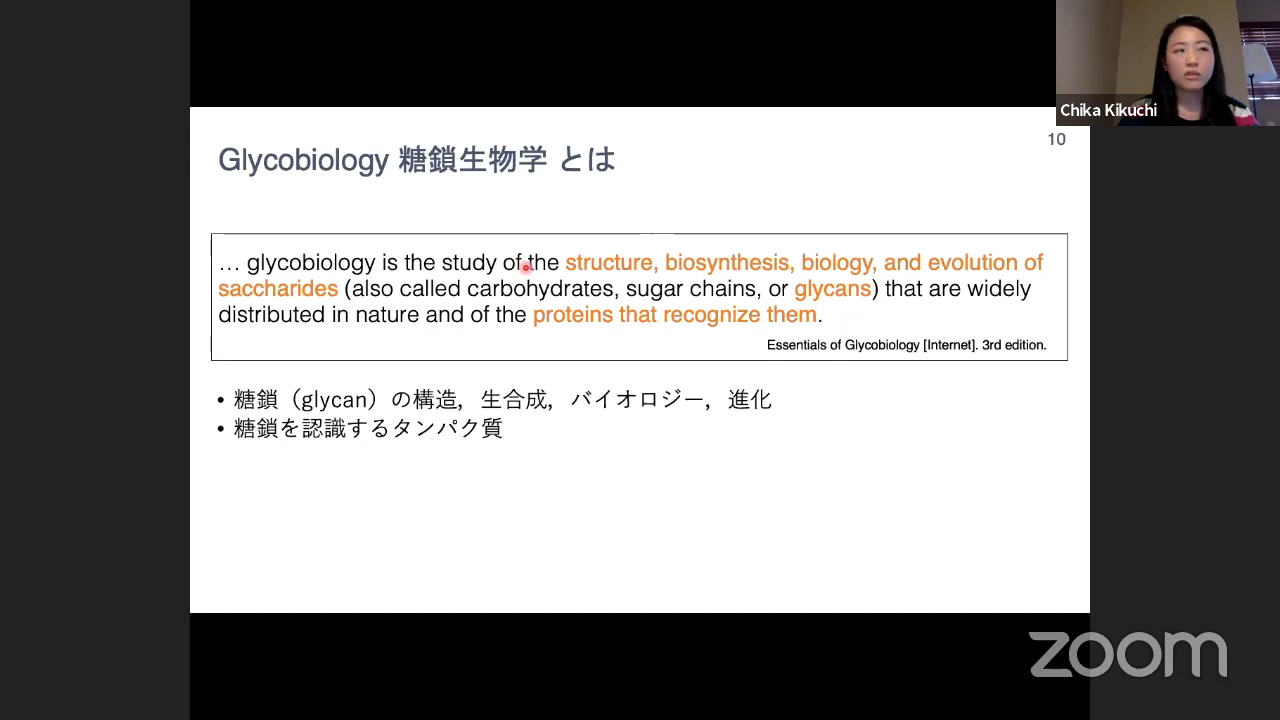 Chika Kikuchi
10
Glycobiology 糖鎖生物学 とは
… glycobiology is the study of the structure, biosynthesis, biology, and evolution of
saccharides (also called carbohydrates, sugar chains, or glycans) that are widely
distributed in nature and of the proteins that recognize them.
Essentials of Glycobiology [Internet]. 3rd edition.
• 糖鎖（glycan）の構造，生合成，バイオロジー，進化
• 糖鎖を認識するタンパク質
zoom